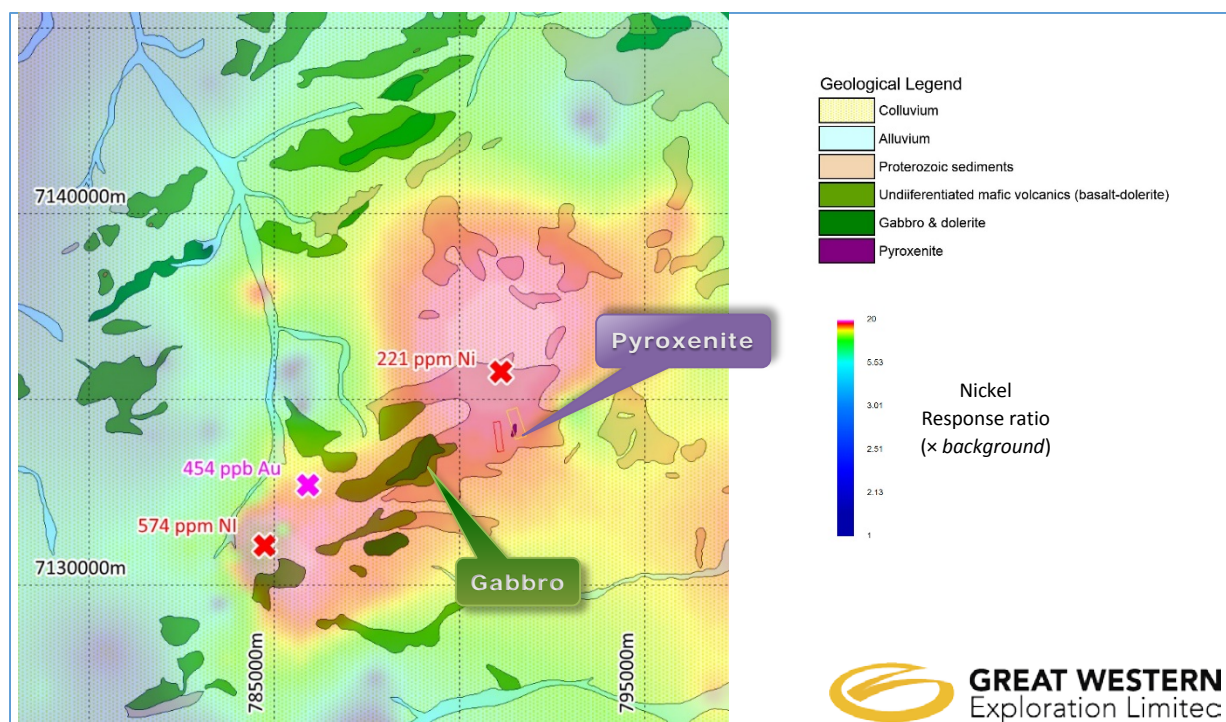 7140000m
221 ppm Ni
Pyroxenite
454 ppb Au
574 ppm NI
7130000m
Gabbro
785000m
795000m
Geological Legend
Colluvium
Alluvium
Proterozoic sediments
Undiiferentiated mafic volcanics (basalt-dolerite)
Gabbro & dolerite
Pyroxenite
20
5.53
3.01
2.51
2.13
1
Nickel
Response ratio
(× background)
GREAT WESTERN
Exploration Limitec